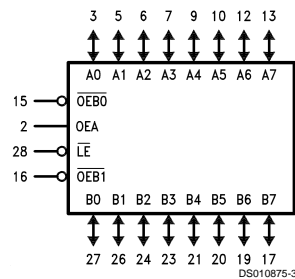 3 5 6 7 9 10 12 13
A0 A1 A2 A3 A4 A5 A6 A7
15 OEB0
2 OEA
28 LE
16 OEB1
B0 B1 B2 B3 B4 B5 B6 B7
27 26 24 23 21 20 19 17
DS010875-3